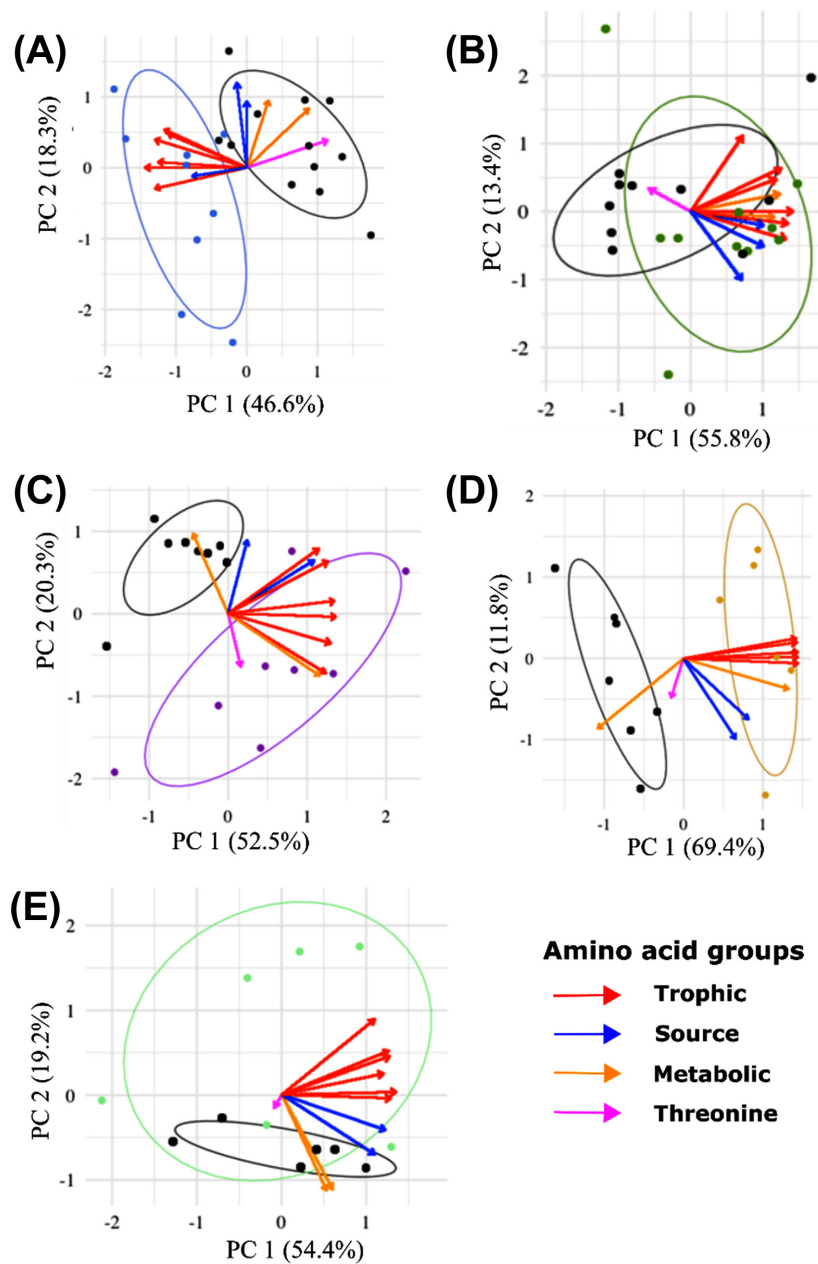 (A)
PC 2 (18.3%)
1
0
-1
-2
-2 -1 0 1
PC 1 (46.6%)
(B)
PC 2 (13.4%)
2
1
0
-1
-2
-2 -1 0 1
PC 1 (55.8%)
(C)
PC 2 (20.3%)
1
0
-1
-2
-1 0 1 2
PC 1 (52.5%)
(D)
PC 2 (11.8%)
2
1
0
-1
-1 0 1
PC 1 (69.4%)
(E)
PC 2 (19.2%)
2
1
0
-1
-2 -1 0 1
PC 1 (54.4%)
Amino acid groups
Trophic
Source
Metabolic
Threonine